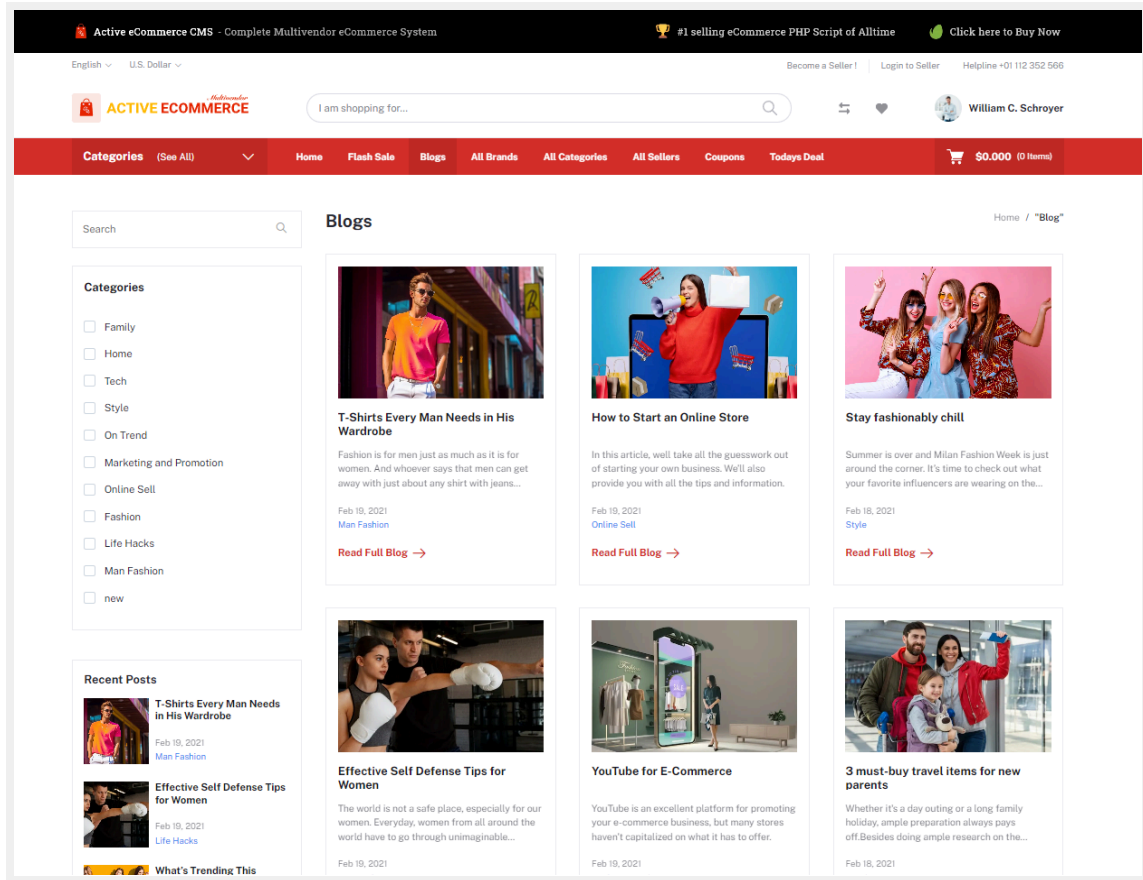 Active eCommerce CMS - Complete Multivendor eCommerce System
#1 selling eCommerce PHP Script of Alltime
Click here to Buy Now
English
U.S. Dollar
Become a Seller !
Login to Seller
Helpline +01 112 352 566
Multivendor
ACTIVE ECOMMERCE
I am shopping for...
William C. Schroyer
Categories (See All)
Home
Flash Sale
Blogs
All Brands
All Categories
All Sellers
Coupons
Todays Deal
$0.000 (0 Items)
Search
Categories
Family
Home
Tech
Style
On Trend
Marketing and Promotion
Online Sell
Fashion
Life Hacks
Man Fashion
new
Recent Posts
T-Shirts Every Man Needs
in His Wardrobe
Feb 19, 2021
Man Fashion
Effective Self Defense Tips
for Women
Feb 19, 2021
Life Hacks
What's Trending This
Blogs
Home / "Blog"
T-Shirts Every Man Needs in His
Wardrobe
Fashion is for men just as much as it is for
women. And whoever says that men can get
away with just about any shirt with jeans...
Feb 19, 2021
Man Fashion
Read Full Blog
How to Start an Online Store
In this article, well take all the guesswork out
of starting your own business. We'll also
provide you with all the tips and information.
Feb 19, 2021
Online Sell
Read Full Blog
Stay fashionably chill
Summer is over and Milan Fashion Week is just
around the corner. It's time to check out what
your favorite influencers are wearing on the...
Feb 18, 2021
Style
Read Full Blog
Effective Self Defense Tips for
Women
The world is not a safe place, especially for our
women. Everyday, women from all around the
world have to go through unimaginable...
Feb 19, 2021
Fashion
YouTube for E-Commerce
YouTube is an excellent platform for promoting
your e-commerce business, but many stores
haven't capitalized on what it has to offer.
Feb 19, 2021
3 must-buy travel items for new
parents
Whether it's a day outing or a long family
holiday, ample preparation always pays
off.Besides doing ample research on the...
Feb 18, 2021